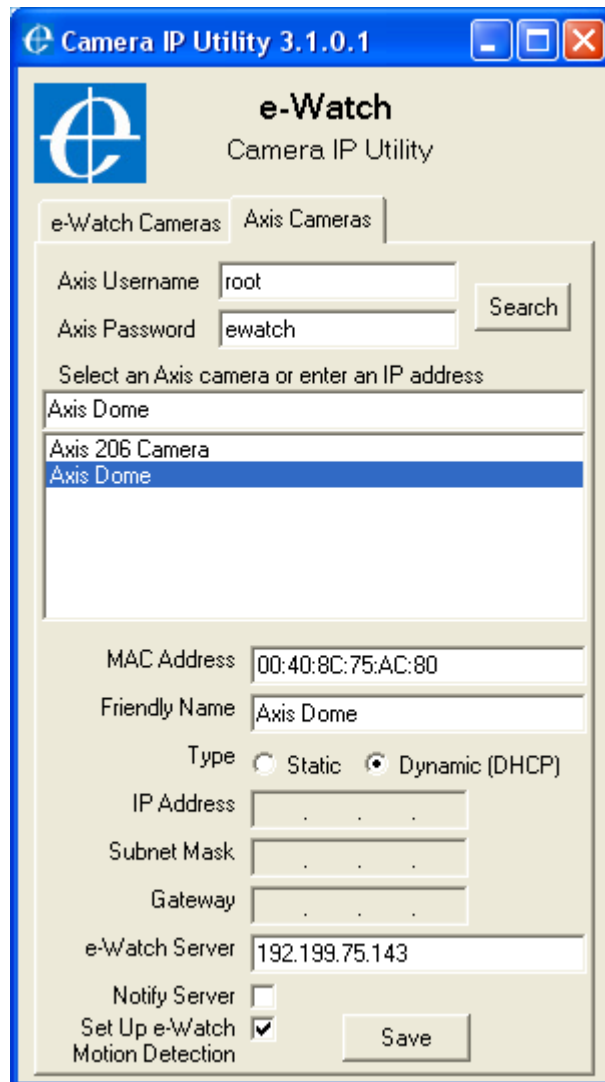 Camera IP Utility 3.1.0.1
e-Watch
Camera IP Utility
e-Watch Cameras
Axis Cameras
Axis Username root
Search
Axis Password ewatch
Select an Axis camera or enter an IP address
Axis Dome
Axis 206 Camera
Axis Dome
MAC Address 00:40:8C:75:AC:80
Friendly Name Axis Dome
Type Static Dynamic (DHCP)
IP Address . . .
Subnet Mask . . .
Gateway . . .
e-Watch Server 192.199.75.143
Notify Server
Set Up e-Watch
Motion Detection
Save